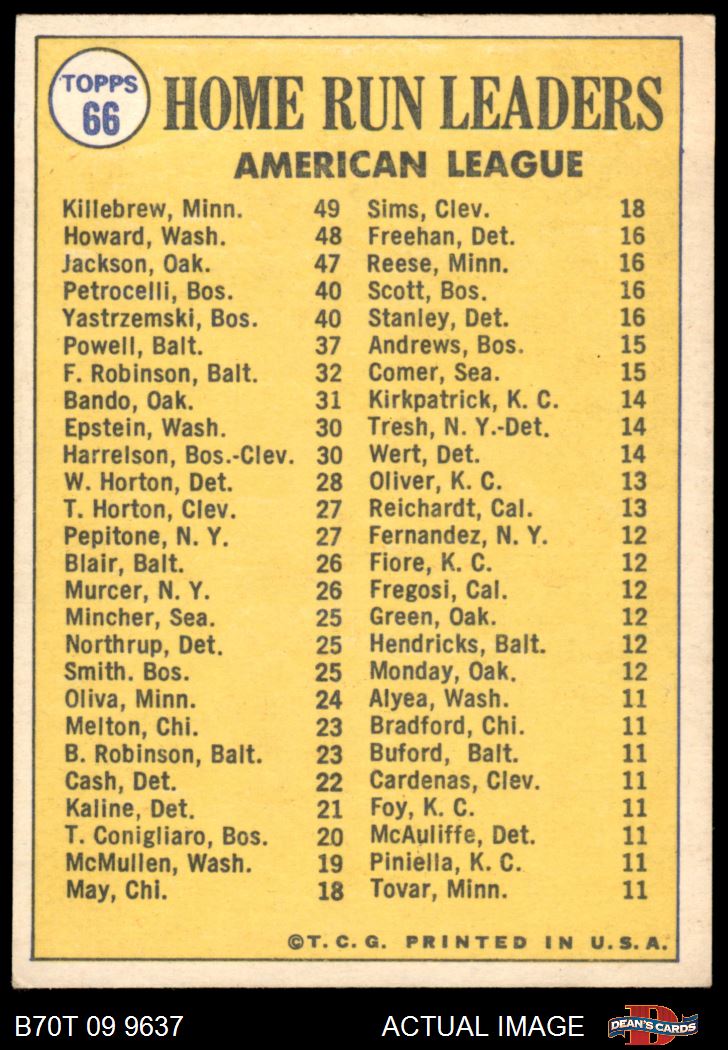 TOPPS
66
HOME RUN LEADERS
AMERICAN LEAGUE
Killebrew, Minn. 49
Howard, Wash. 48
Jackson, Oak. 47
Petrocelli, Bos. 40
Yastrzemski, Bos. 40
Powell, Balt. 37
F. Robinson, Balt. 32
Bando, Oak. 31
Epstein, Wash. 30
Harrelson, Bos.-Clev. 30
W. Horton, Det. 28
T. Horton, Clev. 27
Pepitone, N. Y. 27
Blair, Balt. 26
Murcer, N. Y. 26
Mincher, Sea. 25
Northrup, Det. 25
Smith. Bos. 25
Oliva, Minn. 24
Melton, Chi. 23
B. Robinson, Balt. 23
Cash, Det. 22
Kaline, Det. 21
T. Conigliaro, Bos. 20
McMullen, Wash. 19
May, Chi. 18
Sims, Clev. 18
Freehan, Det. 16
Reese, Minn. 16
Scott, Bos. 16
Stanley, Det. 16
Andrews, Bos. 15
Comer, Sea. 15
Kirkpatrick, K. C. 14
Tresh, N. Y.-Det. 14
Wert, Det. 14
Oliver, K. C. 13
Reichardt, Cal. 13
Fernandez, N. Y. 12
Fiore, K. C. 12
Fregosi, Cal. 12
Green, Oak. 12
Hendricks, Balt. 12
Monday, Oak. 12
Alyea, Wash. 11
Bradford, Chi. 11
Buford, Balt. 11
Cardenas, Clev. 11
Foy, K. C. 11
McAuliffe, Det. 11
Piniella, K. C. 11
Tovar, Minn. 11
©T. C. G. PRINTED IN U.S.A.
B70T 09 9637 ACTUAL IMAGE
D
DEAN'S CARDS